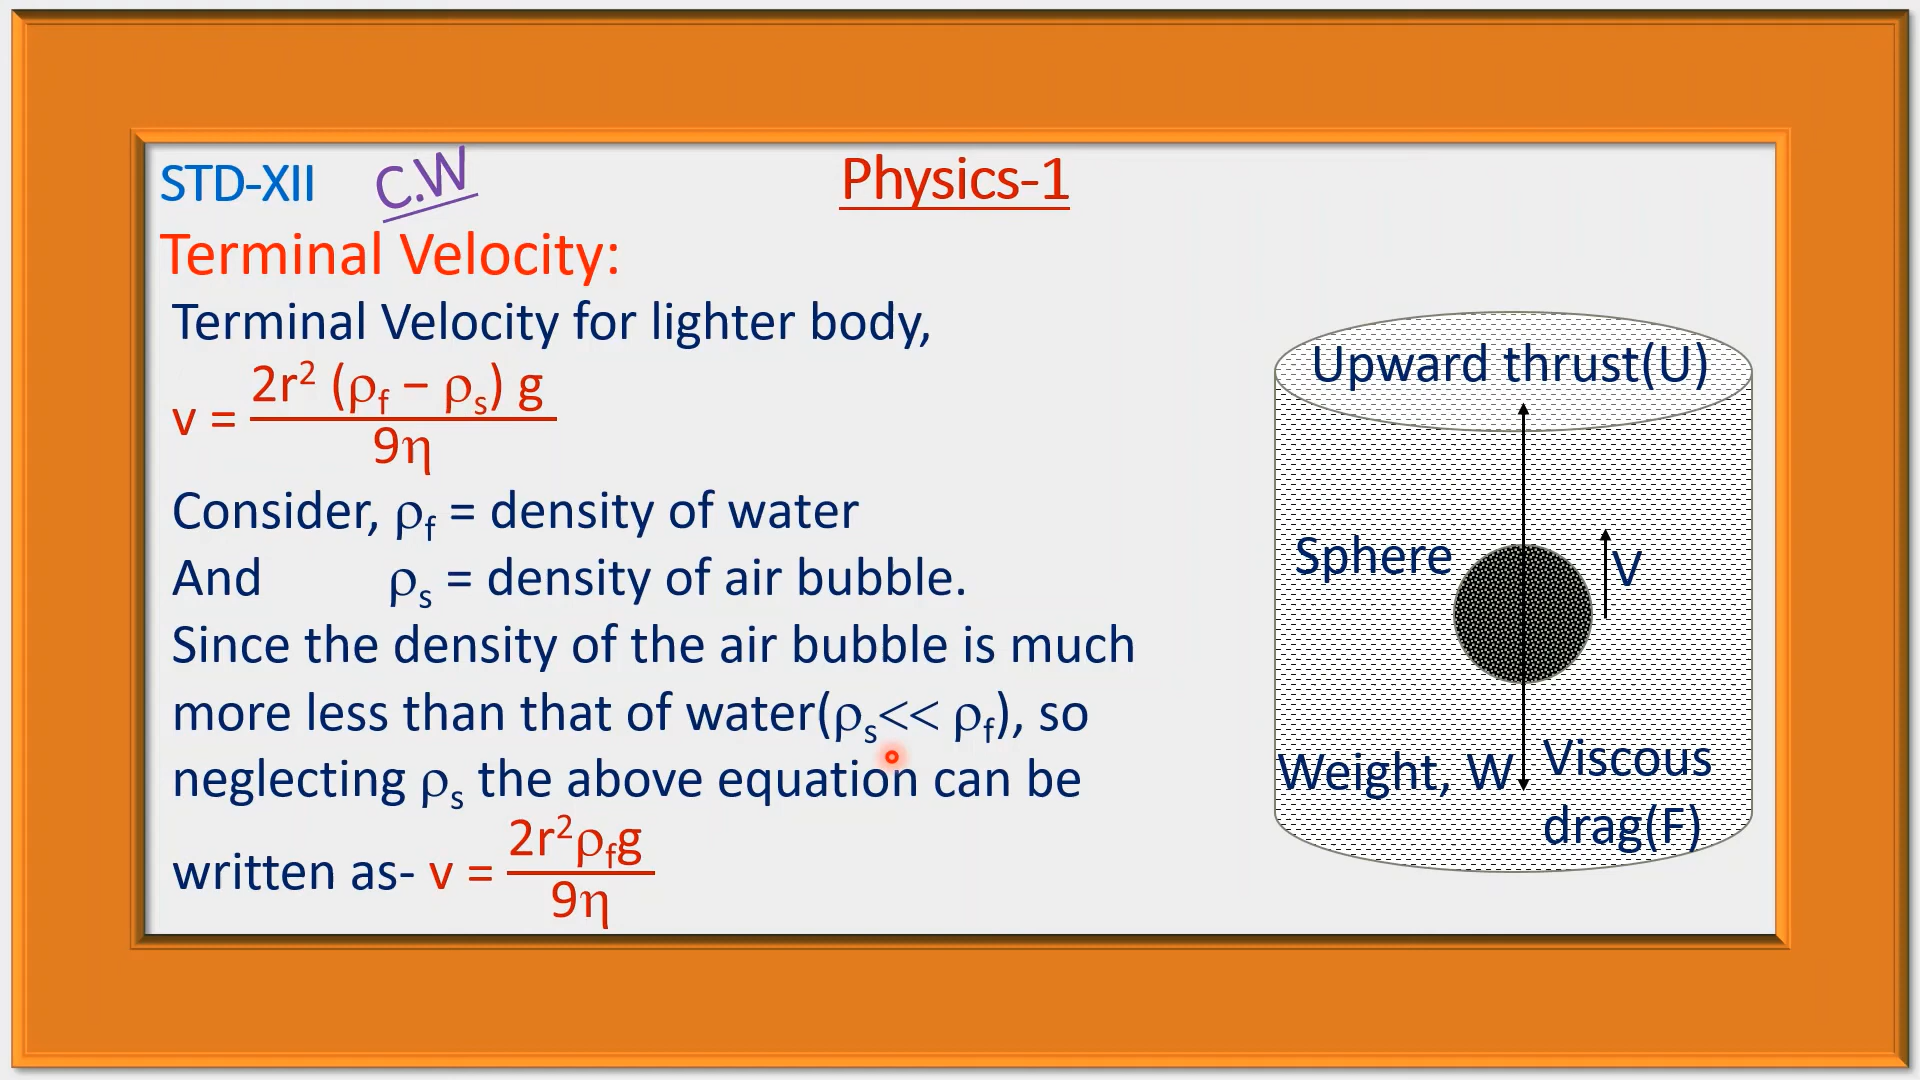 STD-XII C.W Physics-1
Terminal Velocity:
Terminal Velocity for lighter body,
v = 2r² (ρf − ρs) g / 9η
Consider, ρf = density of water
And ρs = density of air bubble.
Since the density of the air bubble is much
more less than that of water(ρs<< ρf), so
neglecting ρs the above equation can be
written as- v = 2r²ρfg / 9η
Upward thrust(U)
Sphere
V
Weight, W
Viscous
drag(F)